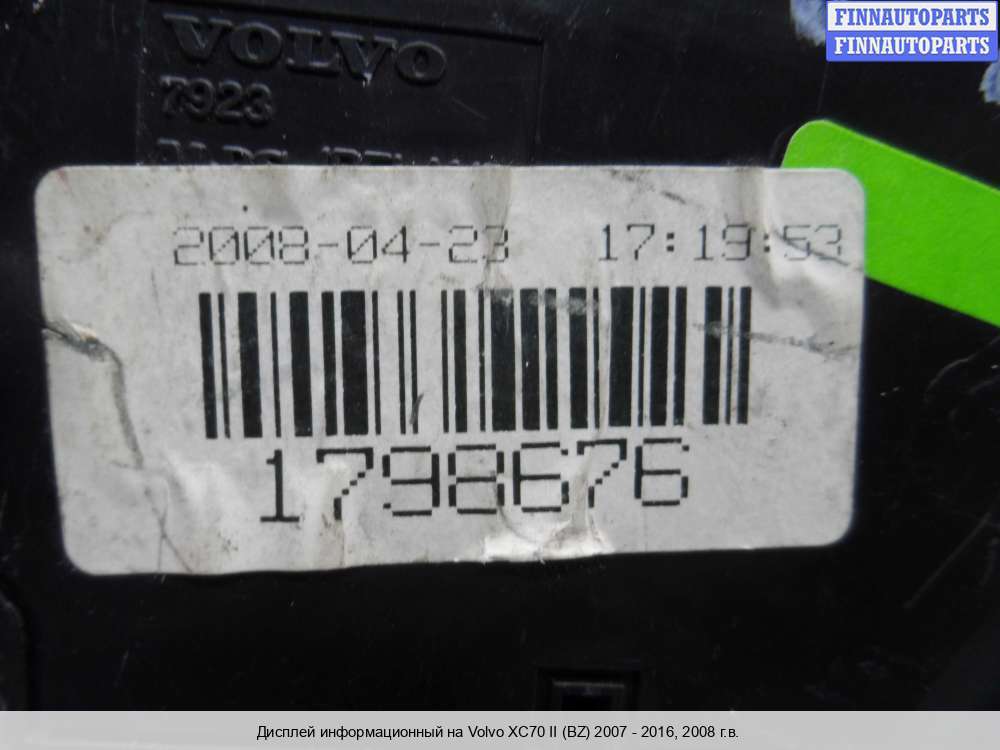 FINNAUTOPARTS
FINNAUTOPARTS
VOLVO
7923
2008-04-23 17:19:53
1798676
Дисплей информационный на Volvo XC70 II (BZ) 2007 - 2016, 2008 г.в.